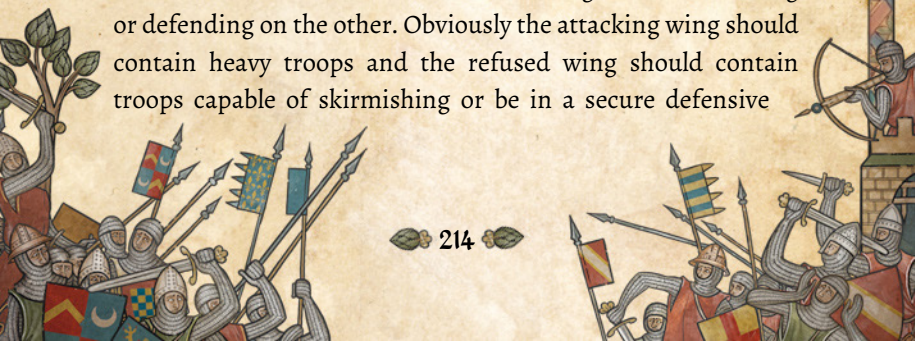 or defending on the other. Obviously the attacking wing should
contain heavy troops and the refused wing should contain
troops capable of skirmishing or be in a secure defensive
214